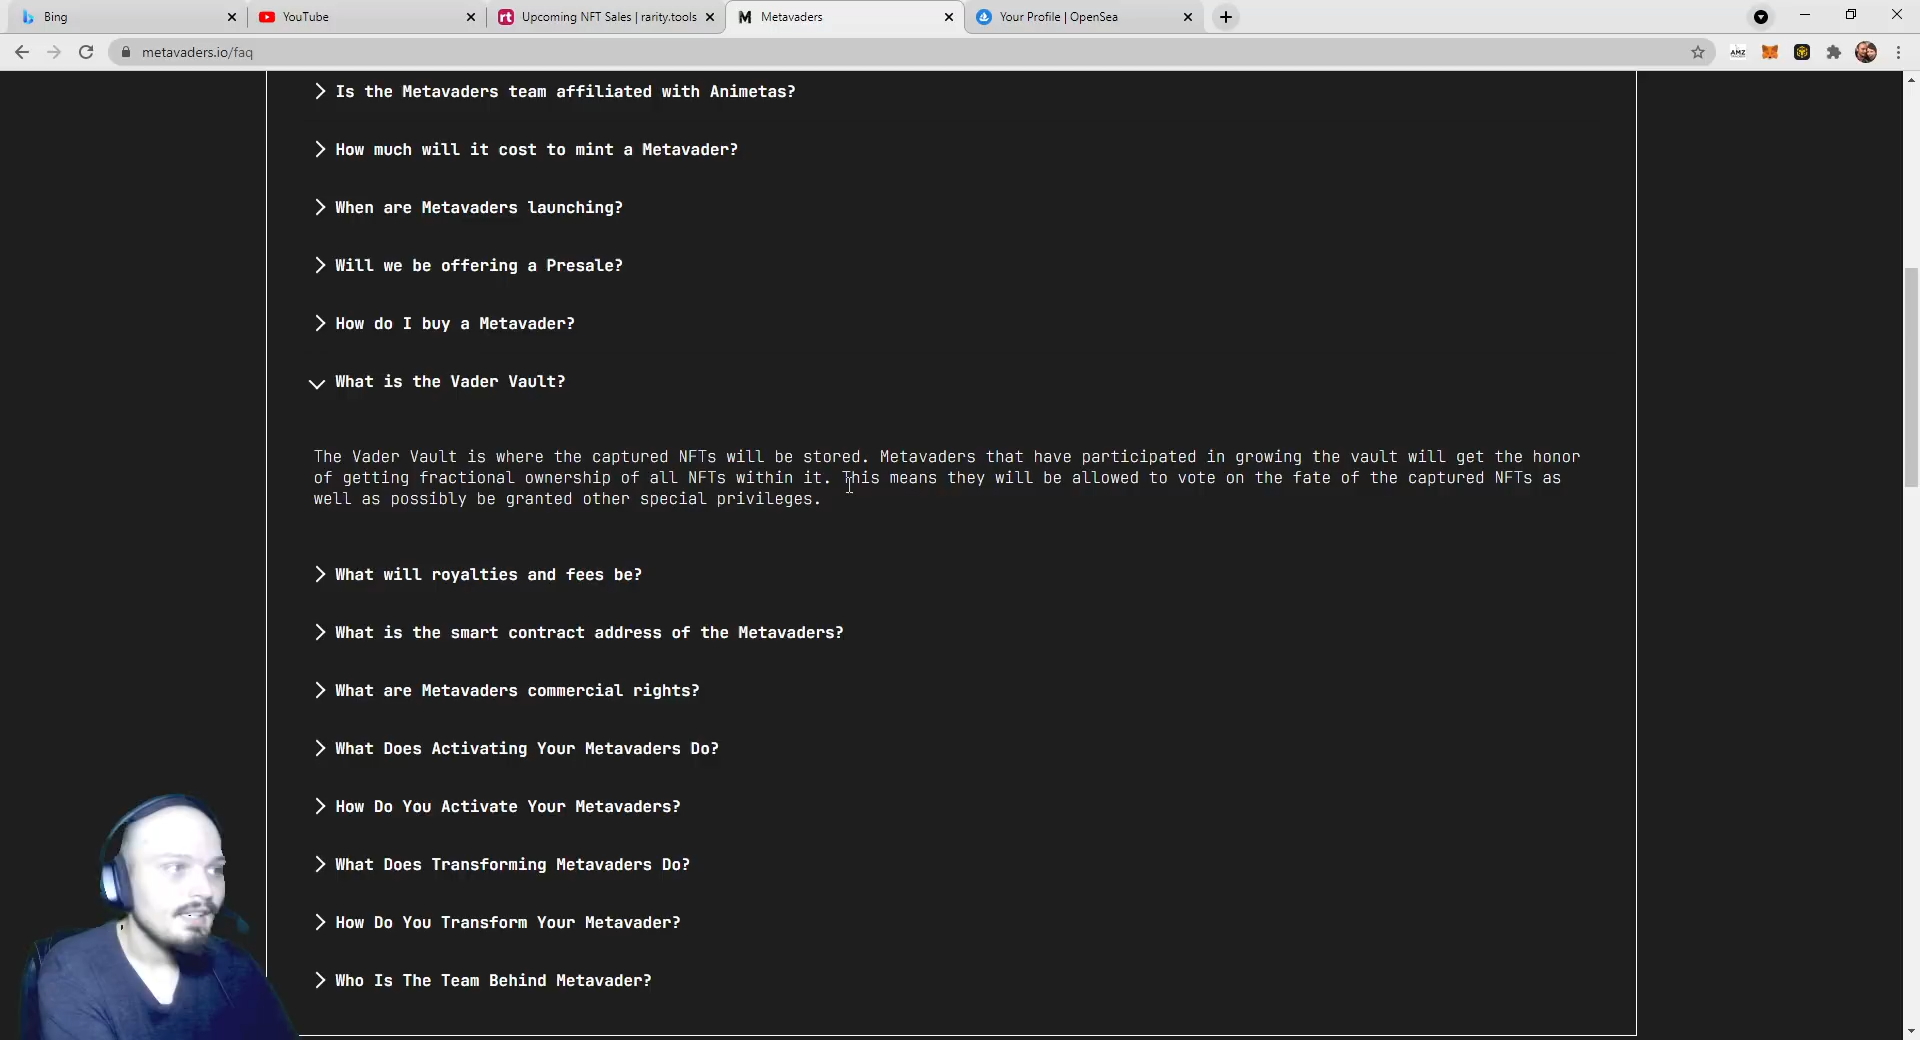 Bing
YouTube
Upcoming NFT Sales | rarity.tools
Metavaders
Your Profile | OpenSea
metavaders.io/faq
AMZ
Is the Metavaders team affiliated with Animetas?
How much will it cost to mint a Metavader?
When are Metavaders launching?
Will we be offering a Presale?
How do I buy a Metavader?
What is the Vader Vault?
The Vader Vault is where the captured NFTs will be stored. Metavaders that have participated in growing the vault will get the honor
of getting fractional ownership of all NFTs within it. This means they will be allowed to vote on the fate of the captured NFTs as
well as possibly be granted other special privileges.
What will royalties and fees be?
What is the smart contract address of the Metavaders?
What are Metavaders commercial rights?
What Does Activating Your Metavaders Do?
How Do You Activate Your Metavaders?
What Does Transforming Metavaders Do?
How Do You Transform Your Metavader?
Who Is The Team Behind Metavader?